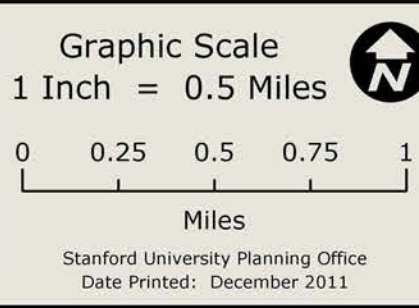 Graphic Scale
1 Inch = 0.5 Miles
N
0 0.25 0.5 0.75 1
Miles
Stanford University Planning Office
Date Printed: December 2011